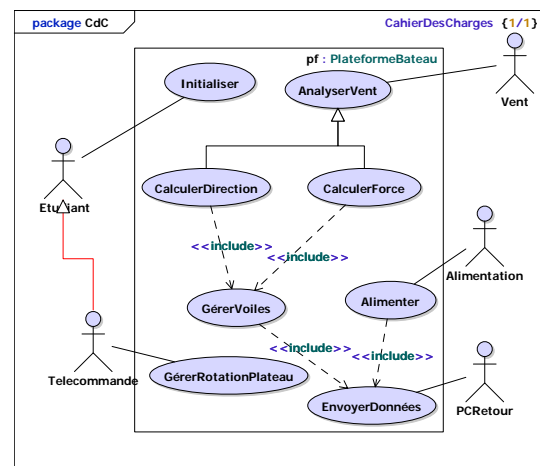 package CdC
CahierDesCharges {1/1}
pf : PlateformeBateau
Initialiser
AnalyserVent
Vent
Etudiant
CalculerDirection
CalculerForce
<<include>>
<<include>>
Alimentation
GérerVoiles
Alimenter
<<include>>
<<include>>
Telecommande
GérerRotationPlateau
EnvoyerDonnées
PCRetour